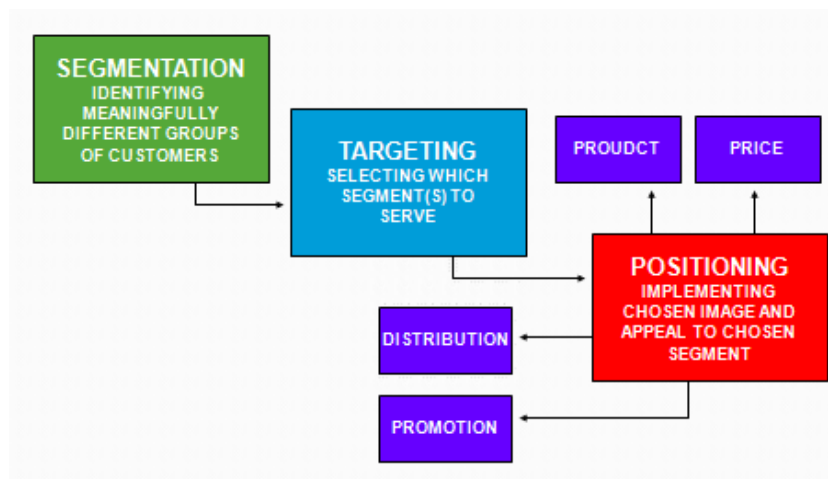 SEGMENTATION
IDENTIFYING
MEANINGFULLY
DIFFERENT GROUPS
OF CUSTOMERS
TARGETING
SELECTING WHICH
SEGMENT(S) TO
SERVE
PROUDCT
PRICE
POSITIONING
IMPLEMENTING
CHOSEN IMAGE AND
APPEAL TO CHOSEN
SEGMENT
DISTRIBUTION
PROMOTION